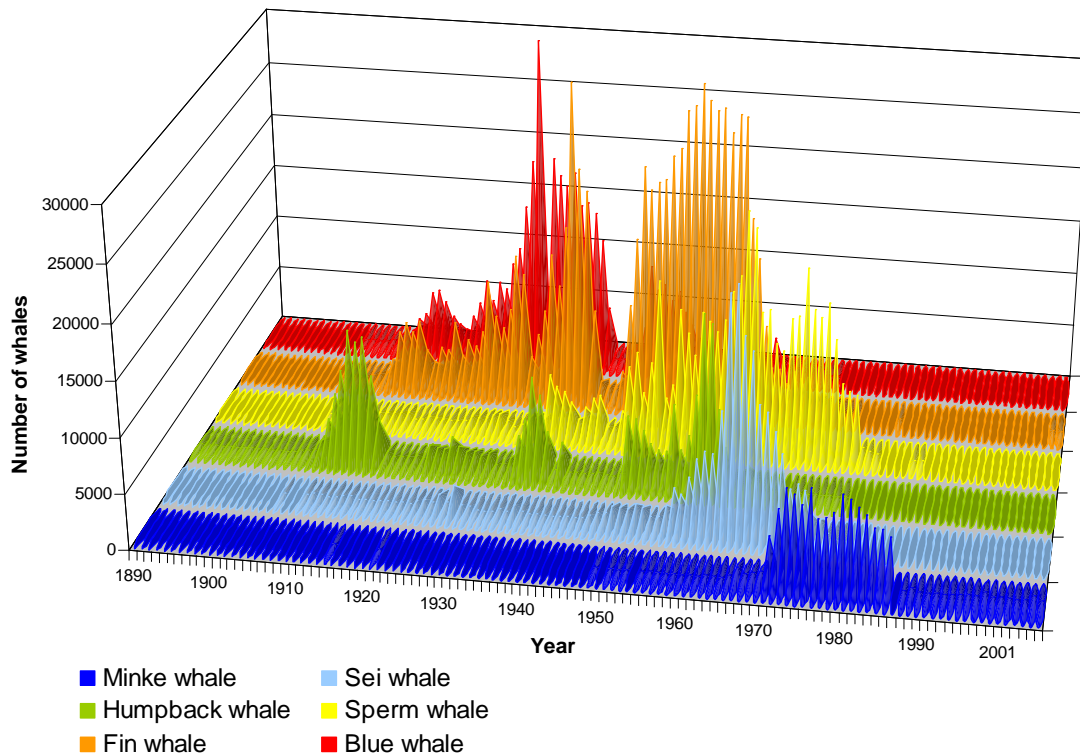 30000
25000
20000
15000
10000
5000
0
Number of whales
1890
1900
1910
1920
1930
1940
1950
1960
1970
1980
1990
2001
Year
Minke whale
Sei whale
Humpback whale
Sperm whale
Fin whale
Blue whale